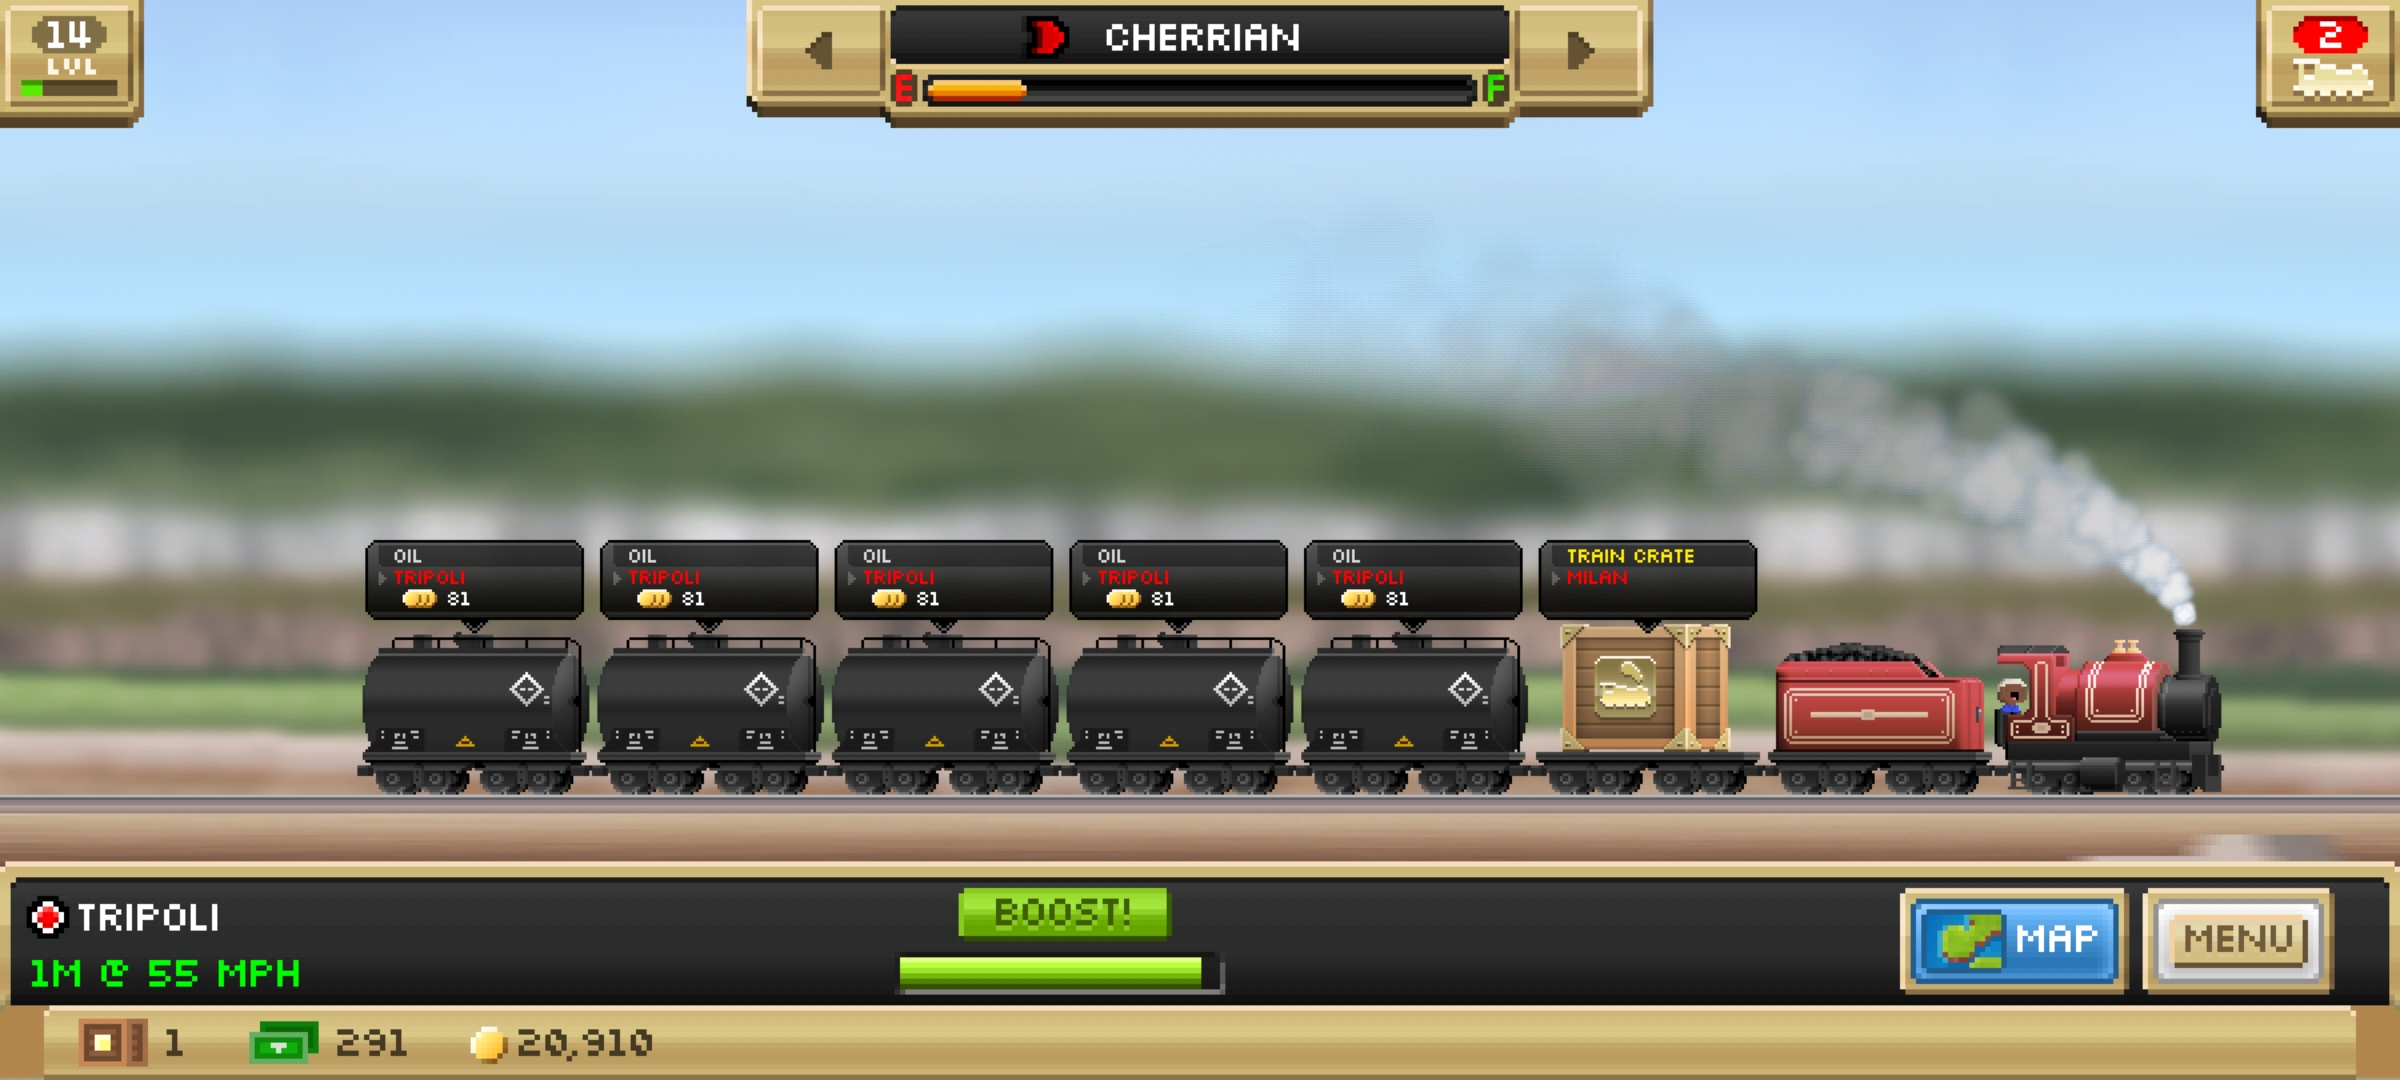 14
LVL
CHERRIAN
E F
2
OIL
TRIPOLI
81
OIL
TRIPOLI
81
OIL
TRIPOLI
81
OIL
TRIPOLI
81
OIL
TRIPOLI
81
TRAIN CRATE
MILAN
TRIPOLI
1M @ 55 MPH
BOOST!
MAP
MENU
1 291 20,910